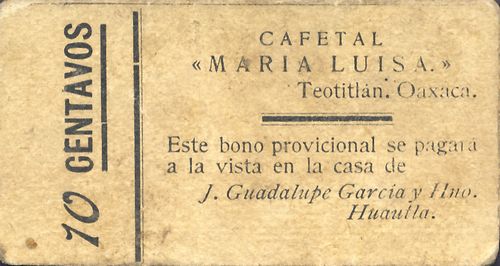 10 CENTAVOS
CAFETAL
«MARIA LUISA.»
Teotitlán. Oaxaca.
Este bono provicional se pagará
a la vista en la casa de
J. Guadalupe Garcia y Hno.
Huautla.